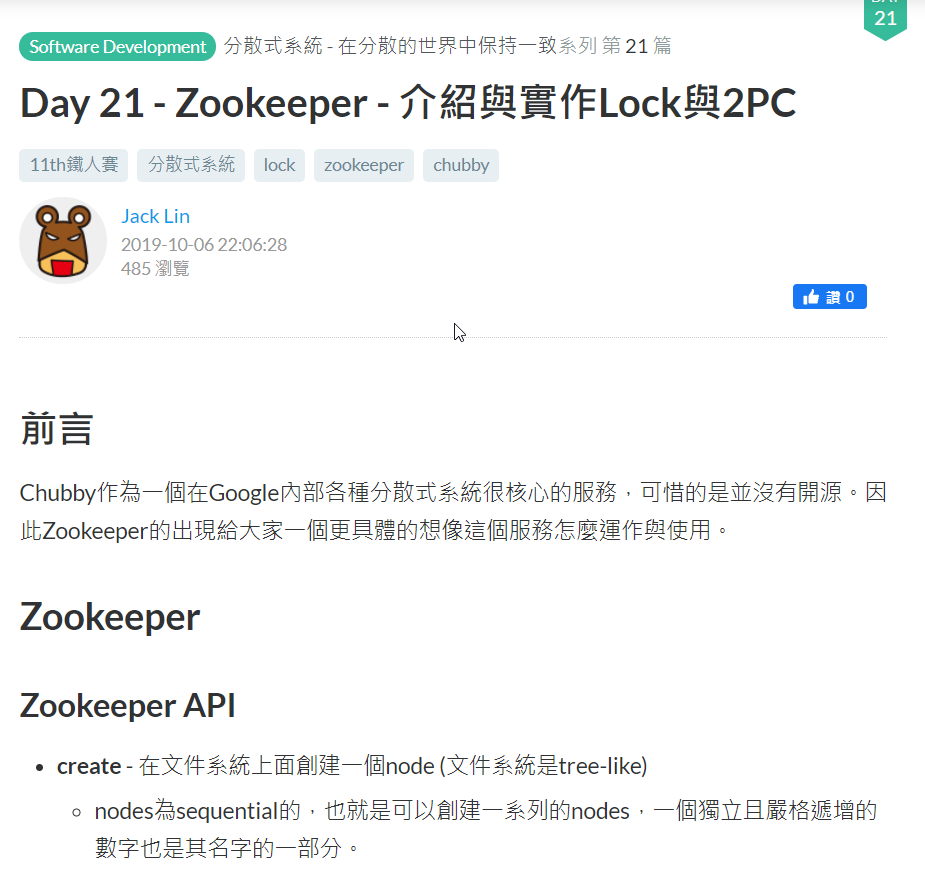 21
Software Development 分散式系統 - 在分散的世界中保持一致系列 第 21 篇
Day 21 - Zookeeper - 介紹與實作Lock與2PC
11th鐵人賽 分散式系統 lock zookeeper chubby
Jack Lin
2019-10-06 22:06:28
485 瀏覽
讚 0
前言
Chubby作為一個在Google內部各種分散式系統很核心的服務，可惜的是並沒有開源。因
此Zookeeper的出現給大家一個更具體的想像這個服務怎麼運作與使用。
Zookeeper
Zookeeper API
create - 在文件系統上面創建一個node (文件系統是tree-like)
nodes為sequential的，也就是可以創建一系列的nodes，一個獨立且嚴格遞增的
數字也是其名字的一部分。